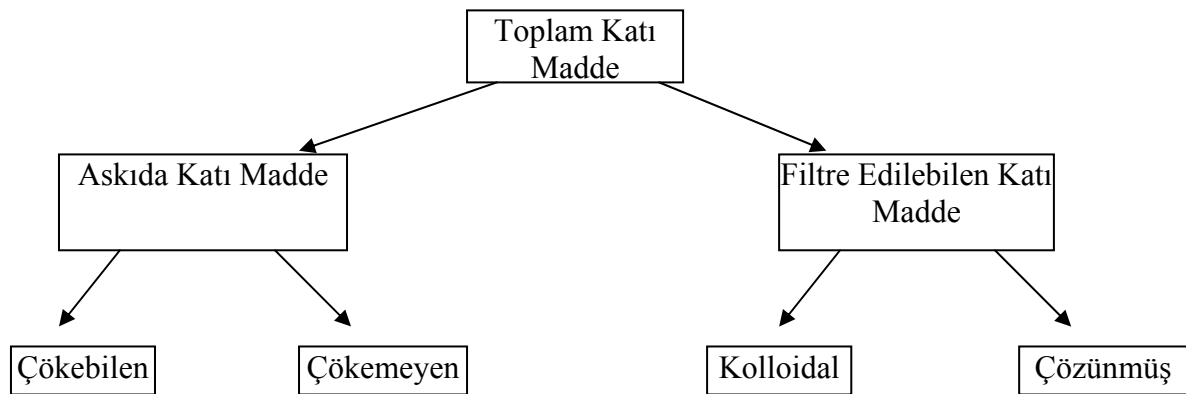 Toplam Katı
Madde
Askıda Katı Madde
Filtre Edilebilen Katı
Madde
Çökebilen
Çökemeyen
Kolloidal
Çözünmüş